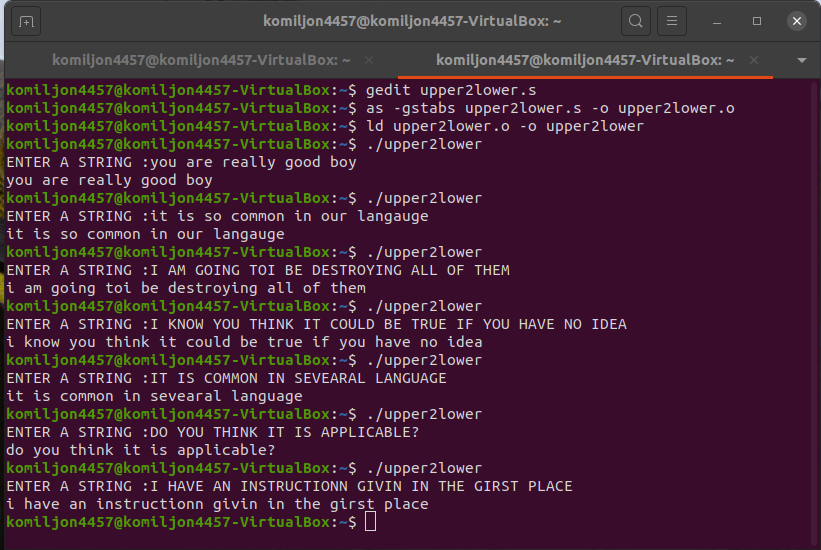 komiljon4457@komiljon4457-VirtualBox: ~
komiljon4457@komiljon4457-VirtualBox: ~
komiljon4457@komiljon4457-VirtualBox: ~
komiljon4457@komiljon4457-VirtualBox:~$ gedit upper2lower.s
komiljon4457@komiljon4457-VirtualBox:~$ as -gstabs upper2lower.s -o upper2lower.o
komiljon4457@komiljon4457-VirtualBox:~$ ld upper2lower.o -o upper2lower
komiljon4457@komiljon4457-VirtualBox:~$ ./upper2lower
ENTER A STRING :you are really good boy
you are really good boy
komiljon4457@komiljon4457-VirtualBox:~$ ./upper2lower
ENTER A STRING :it is so common in our langauge
it is so common in our langauge
komiljon4457@komiljon4457-VirtualBox:~$ ./upper2lower
ENTER A STRING :I AM GOING TOI BE DESTROYING ALL OF THEM
i am going toi be destroying all of them
komiljon4457@komiljon4457-VirtualBox:~$ ./upper2lower
ENTER A STRING :I KNOW YOU THINK IT COULD BE TRUE IF YOU HAVE NO IDEA
i know you think it could be true if you have no idea
komiljon4457@komiljon4457-VirtualBox:~$ ./upper2lower
ENTER A STRING :IT IS COMMON IN SEVEARAL LANGUAGE
it is common in sevearal language
komiljon4457@komiljon4457-VirtualBox:~$ ./upper2lower
ENTER A STRING :DO YOU THINK IT IS APPLICABLE?
do you think it is applicable?
komiljon4457@komiljon4457-VirtualBox:~$ ./upper2lower
ENTER A STRING :I HAVE AN INSTRUCTIONN GIVIN IN THE GIRST PLACE
i have an instructionn givin in the girst place
komiljon4457@komiljon4457-VirtualBox:~$